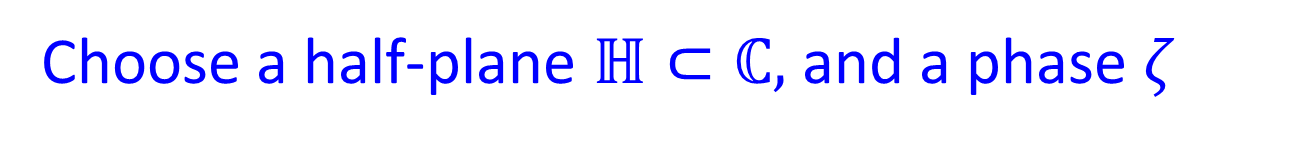 Choose a half-plane ℍ ⊂ ℂ, and a phase ζ